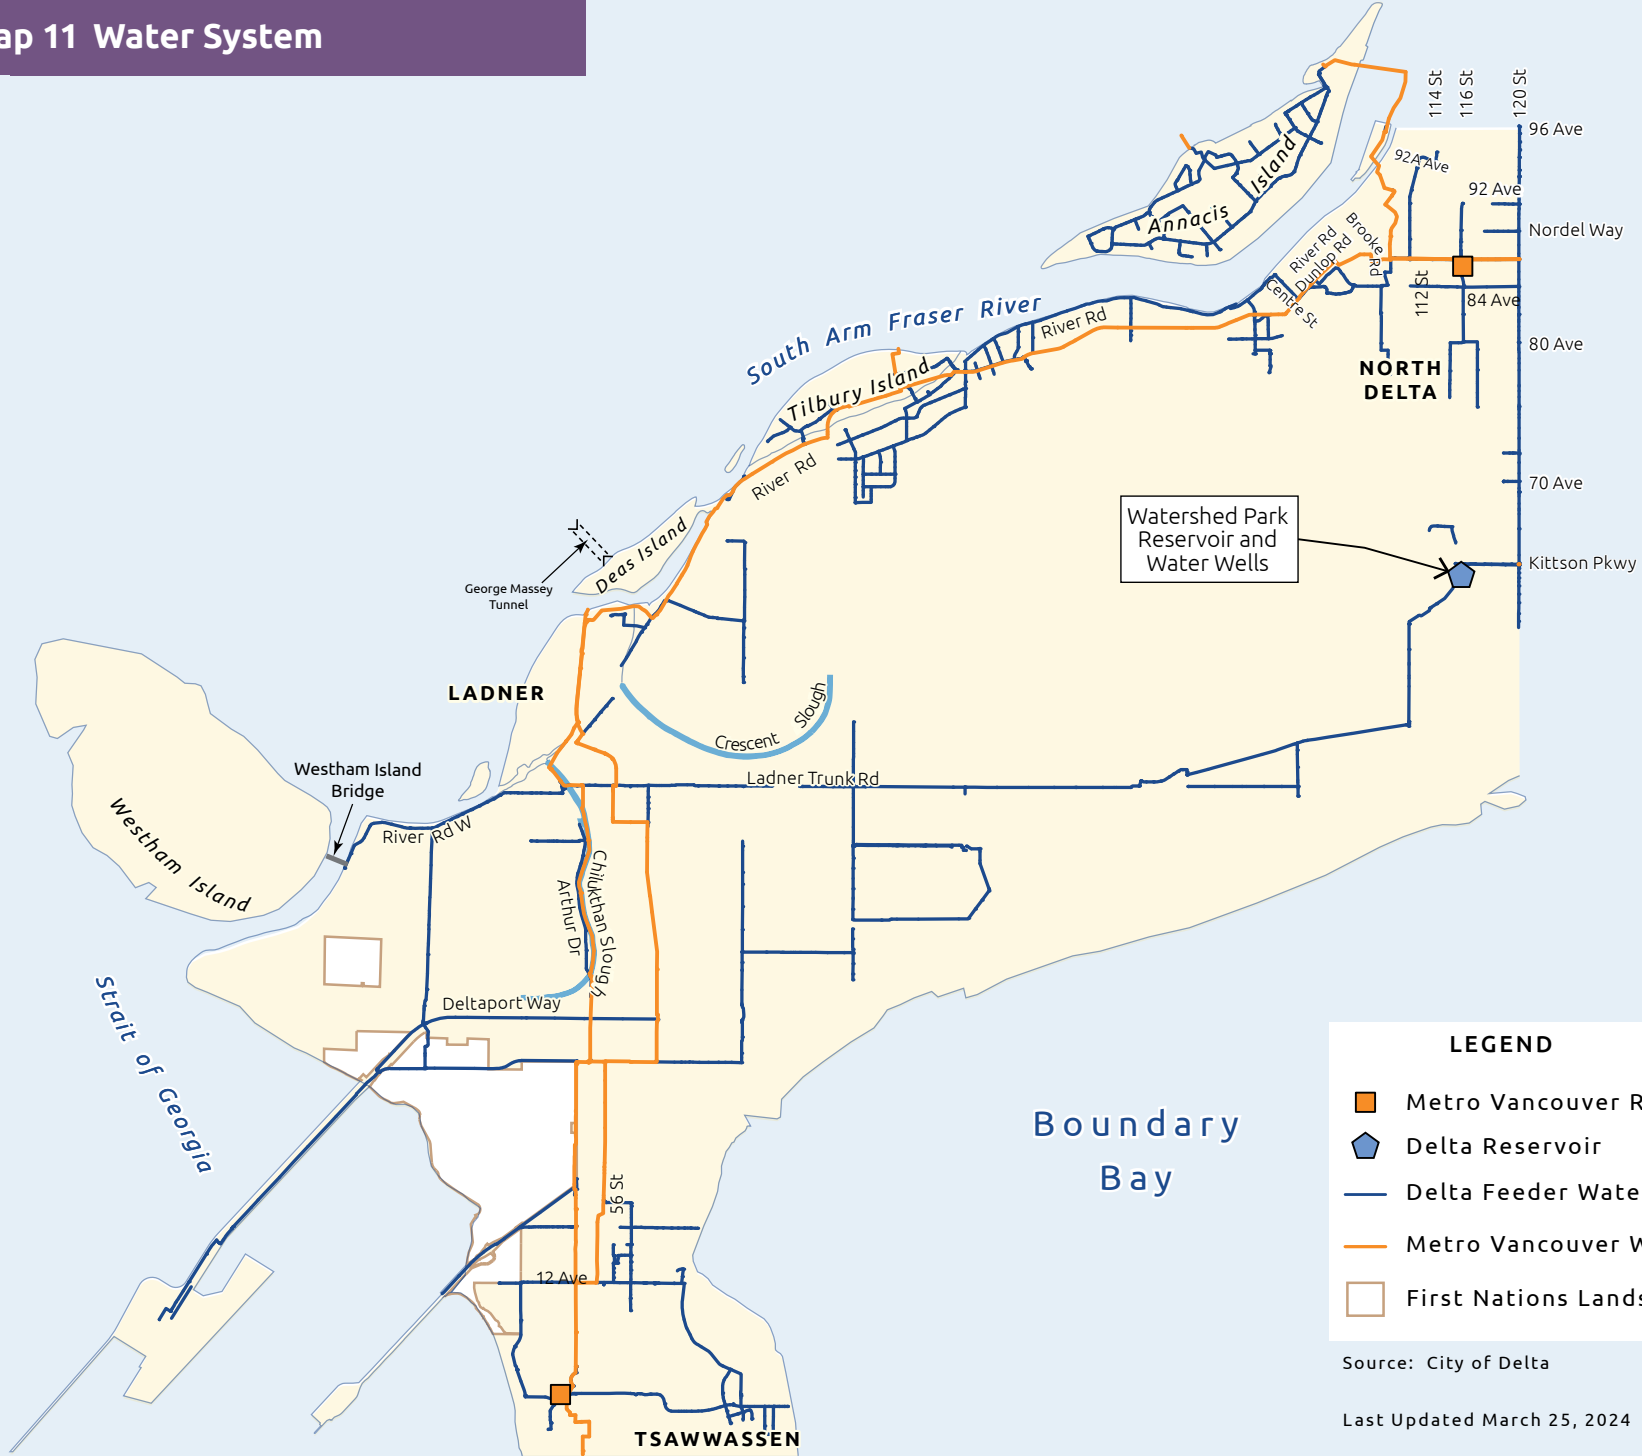 ap 11 Water System
114 St
116 St
120 St
96 Ave
92A Ave
92 Ave
Nordel Way
Island
Annacis
Brooke
Rd
River Rd
Dunlop Rd
Centre St
112 St
84 Ave
South Arm Fraser River
River Rd
80 Ave
NORTH
DELTA
Tilbury Island
River Rd
70 Ave
Watershed Park
Reservoir and
Water Wells
Kittson Pkwy
Deas Island
George Massey
Tunnel
LADNER
Crescent Slough
Ladner Trunk Rd
Westham Island
Bridge
River Rd W
Westham Island
Chilukthan Slough
Arthur Dr
Deltaport Way
Strait of Georgia
Boundary
Bay
56 St
12 Ave
TSAWWASSEN
LEGEND
Metro Vancouver R
Delta Reservoir
Delta Feeder Wate
Metro Vancouver W
First Nations Lands
Source: City of Delta
Last Updated March 25, 2024